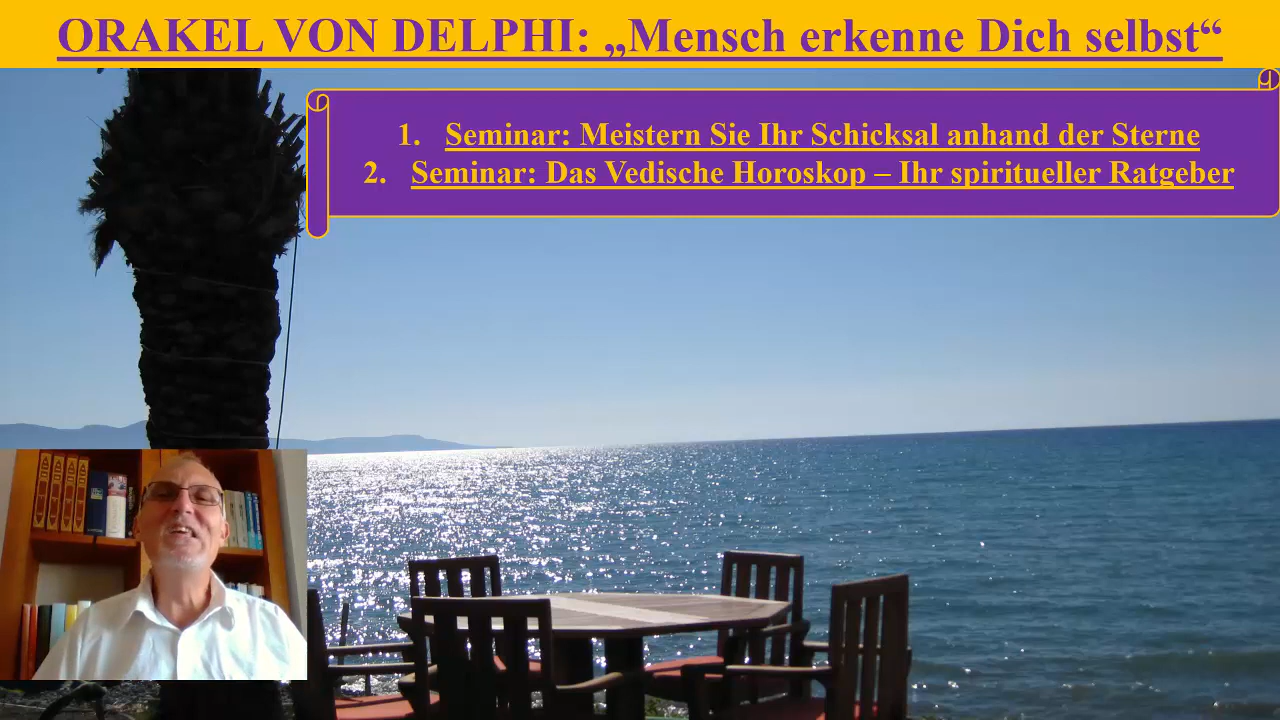 ORAKEL VON DELPHI: „Mensch erkenne Dich selbst“
1. Seminar: Meistern Sie Ihr Schicksal anhand der Sterne
2. Seminar: Das Vedische Horoskop – Ihr spiritueller Ratgeber